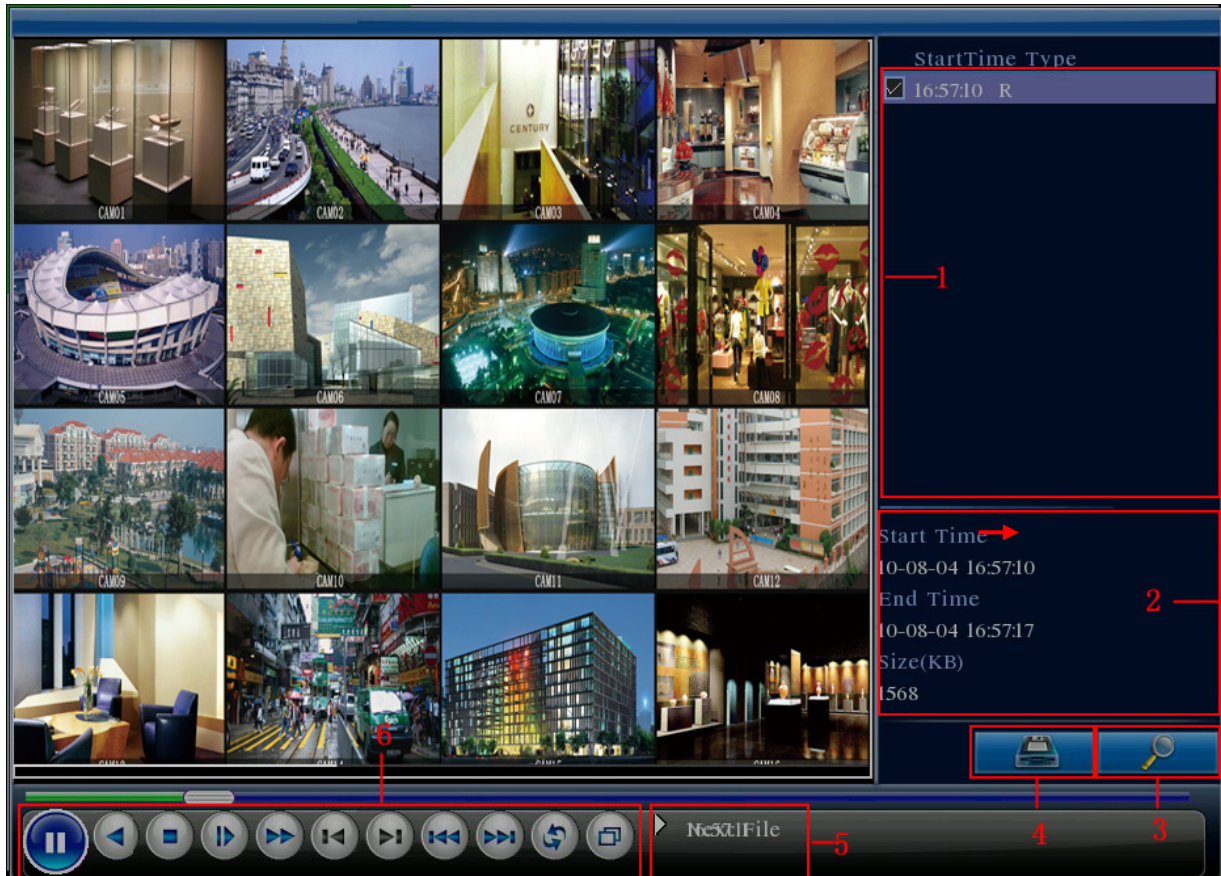 StartTime Type
16:57:10 R
CENTURY
CAM01 CAM02 CAM03 CAM04
1
CAM05 CAM06 CAM07 CAM08
CAM09 CAM10 CAM11 CAM12
Start Time
10-08-04 16:57:10
End Time
2
10-08-04 16:57:17
Size(KB)
1568
6
Next File
5
4
3